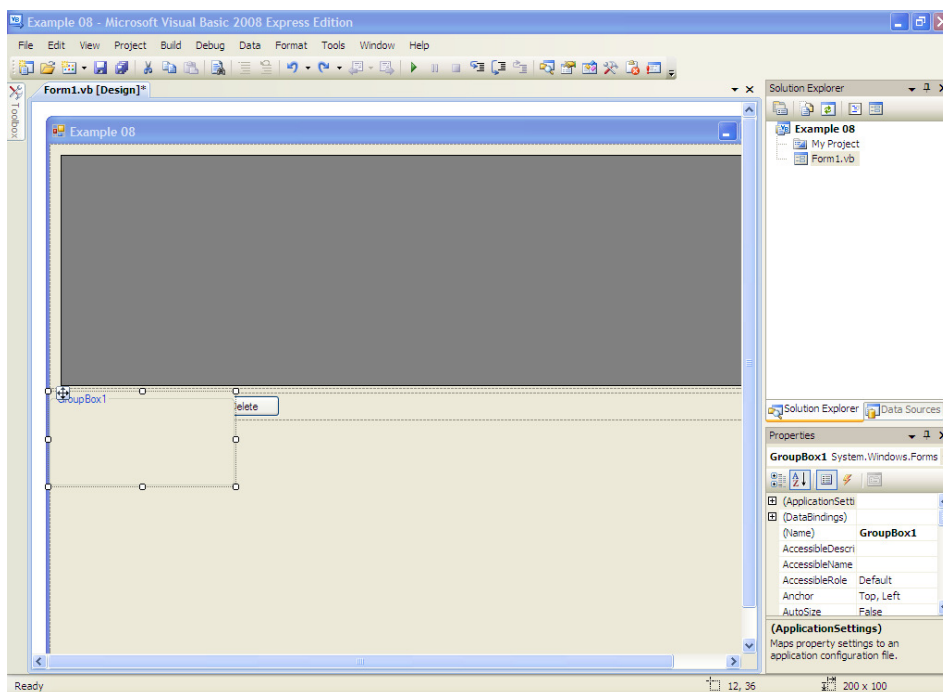 Example 08 - Microsoft Visual Basic 2008 Express Edition
File Edit View Project Build Debug Data Format Tools Window Help
Toolbox
Form1.vb [Design]*
Example 08
GroupBox1
elete
Solution Explorer
Example 08
My Project
Form1.vb
Solution Explorer Data Sources
Properties
GroupBox1 System.Windows.Forms
(ApplicationSetti
(DataBindings)
(Name) GroupBox1
AccessibleDescri
AccessibleName
AccessibleRole Default
Anchor Top, Left
AutoSize False
(ApplicationSettings)
Maps property settings to an
application configuration file.
Ready 12, 36 200 x 100